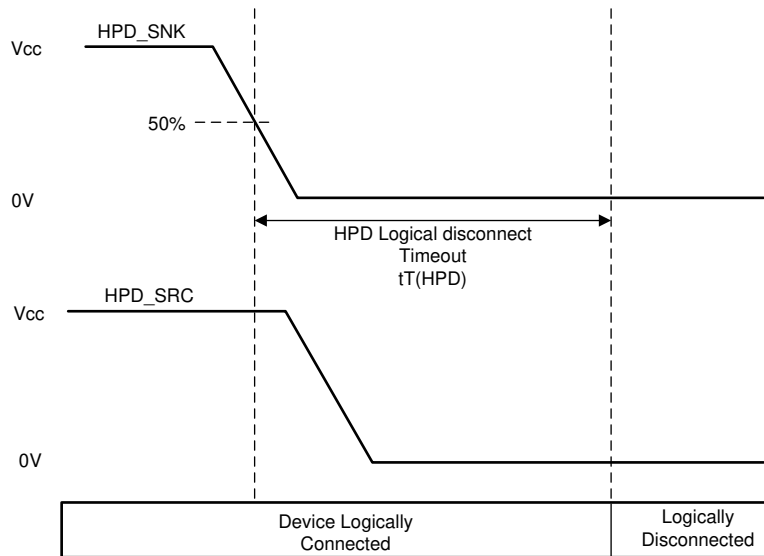 HPD_SNK
Vcc
50%
0V
HPD Logical disconnect
Timeout
tT(HPD)
HPD_SRC
Vcc
0V
Device Logically
Connected
Logically
Disconnected